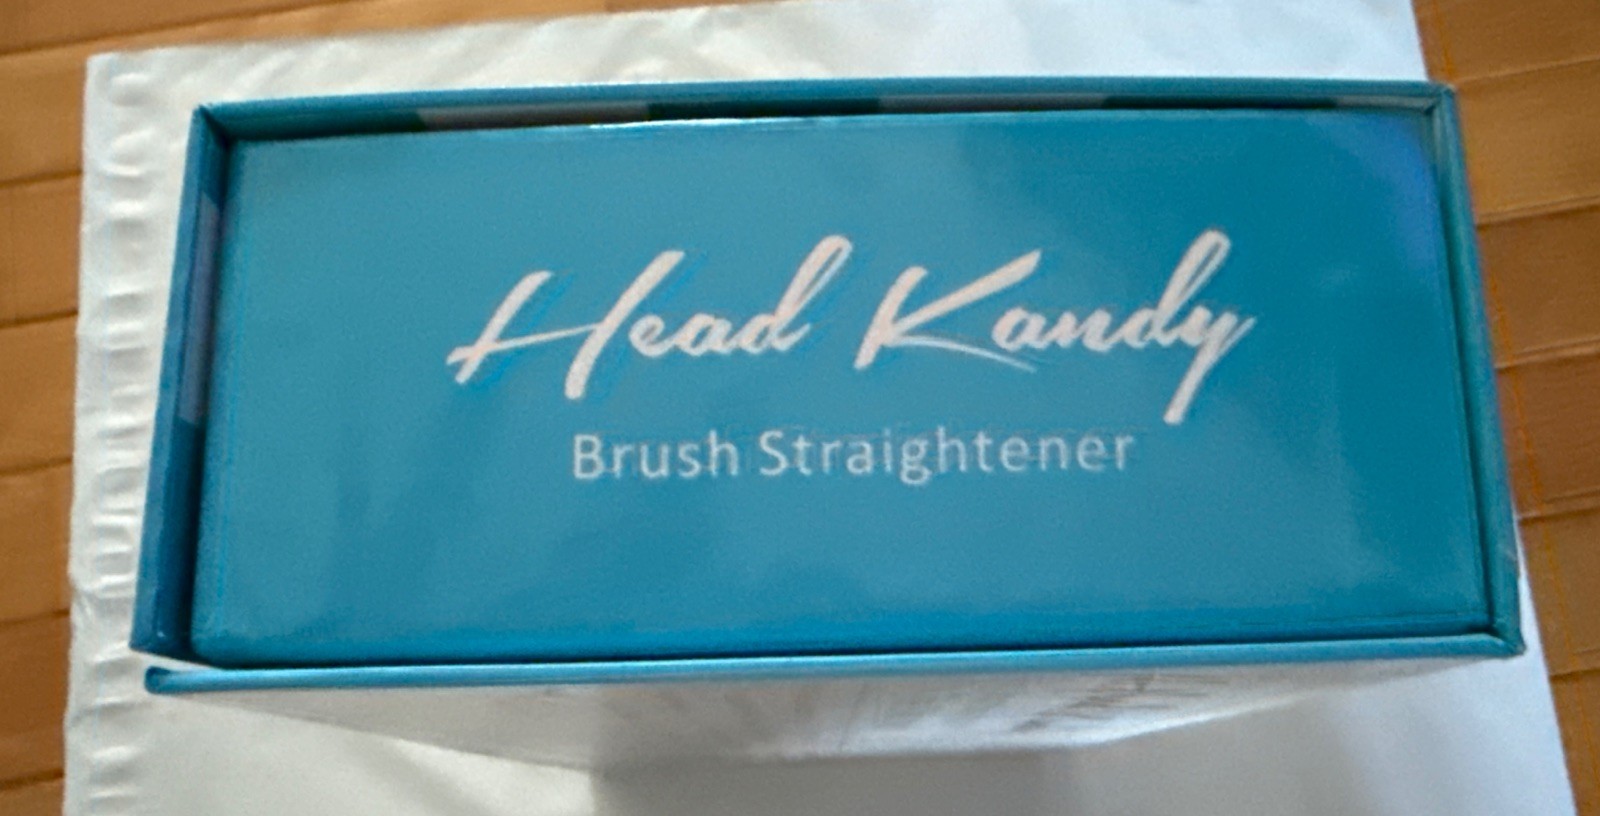 Head Kandy
Brush Straightener